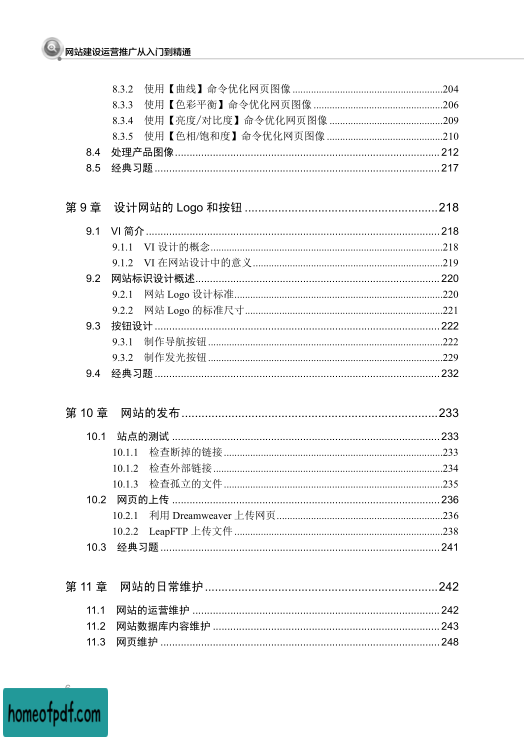 网站建设运营推广从入门到精通
8.3.2 使用【曲线】命令优化网页图像 204
8.3.3 使用【色彩平衡】命令优化网页图像 206
8.3.4 使用【亮度/对比度】命令优化网页图像 209
8.3.5 使用【色相/饱和度】命令优化网页图像 210
8.4 处理产品图像 212
8.5 经典习题 217
第 9 章 设计网站的 Logo 和按钮 218
9.1 VI 简介 218
9.1.1 VI 设计的概念 218
9.1.2 VI 在网站设计中的意义 219
9.2 网站标识设计概述 220
9.2.1 网站 Logo 设计标准 220
9.2.2 网站 Logo 的标准尺寸 221
9.3 按钮设计 222
9.3.1 制作导航按钮 222
9.3.2 制作发光按钮 229
9.4 经典习题 232
第 10 章 网站的发布 233
10.1 站点的测试 233
10.1.1 检查断掉的链接 233
10.1.2 检查外部链接 234
10.1.3 检查孤立的文件 235
10.2 网页的上传 236
10.2.1 利用 Dreamweaver 上传网页 236
10.2.2 LeapFTP 上传文件 238
10.3 经典习题 241
第 11 章 网站的日常维护 242
11.1 网站的运营维护 242
11.2 网站数据库内容维护 243
11.3 网页维护 248
homeofpdf.com